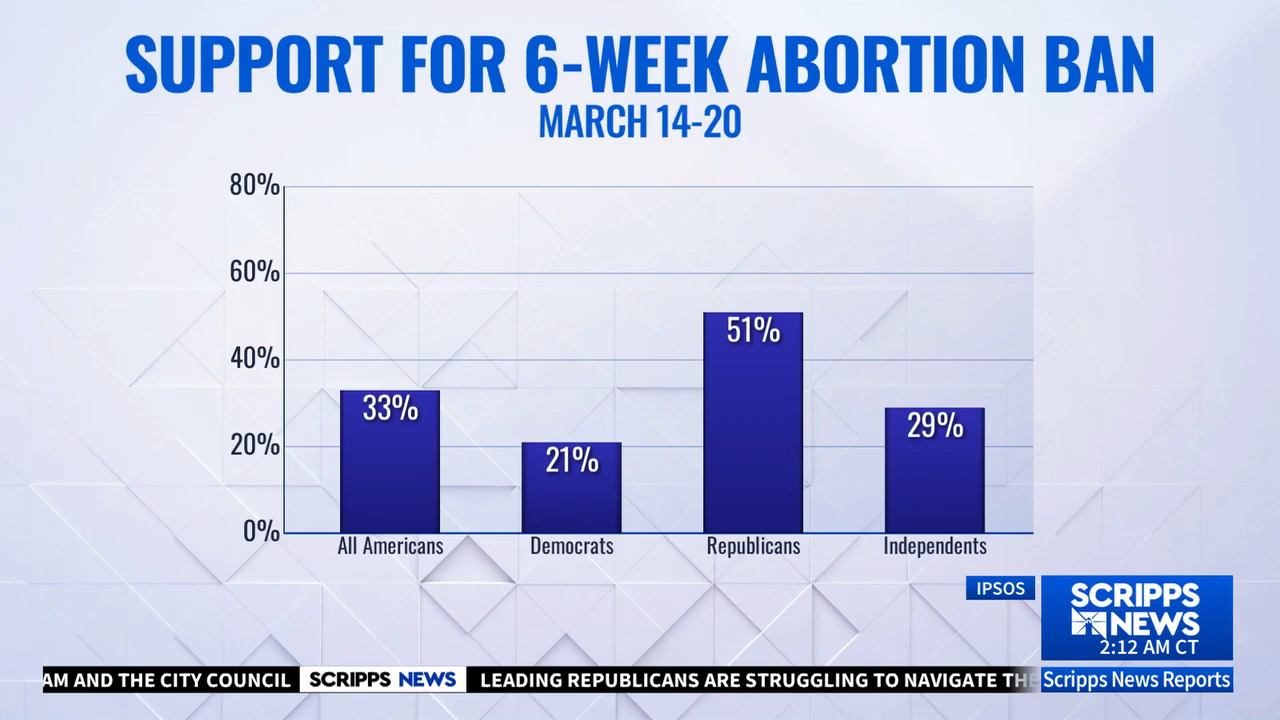 SUPPORT FOR 6-WEEK ABORTION BAN
MARCH 14-20
80%
60%
40%
20%
0%
33%
21%
51%
29%
All Americans
Democrats
Republicans
Independents
IPSOS
SCRIPPS
NEWS
2:12 AM CT
AM AND THE CITY COUNCIL
SCRIPPS NEWS
LEADING REPUBLICANS ARE STRUGGLING TO NAVIGATE THE
Scripps News Reports